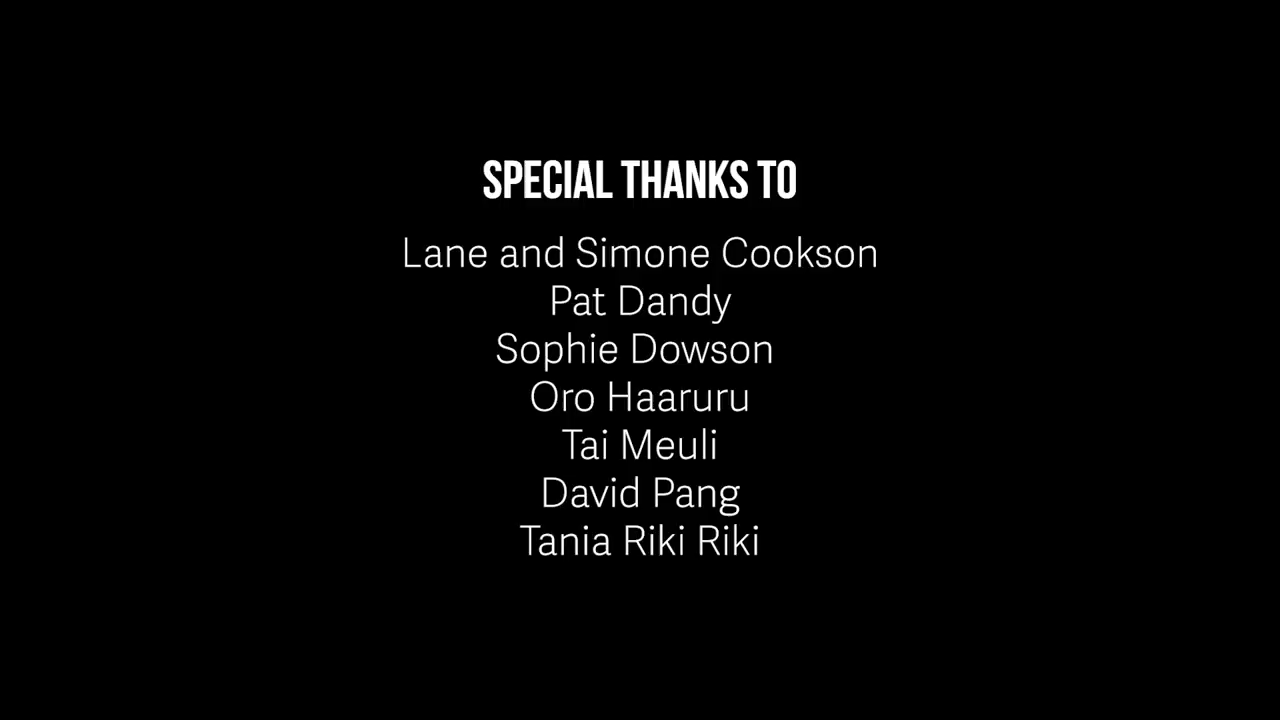 SPECIAL THANKS TO
Lane and Simone Cookson
Pat Dandy
Sophie Dowson
Oro Haaruru
Tai Meuli
David Pang
Tania Riki Riki